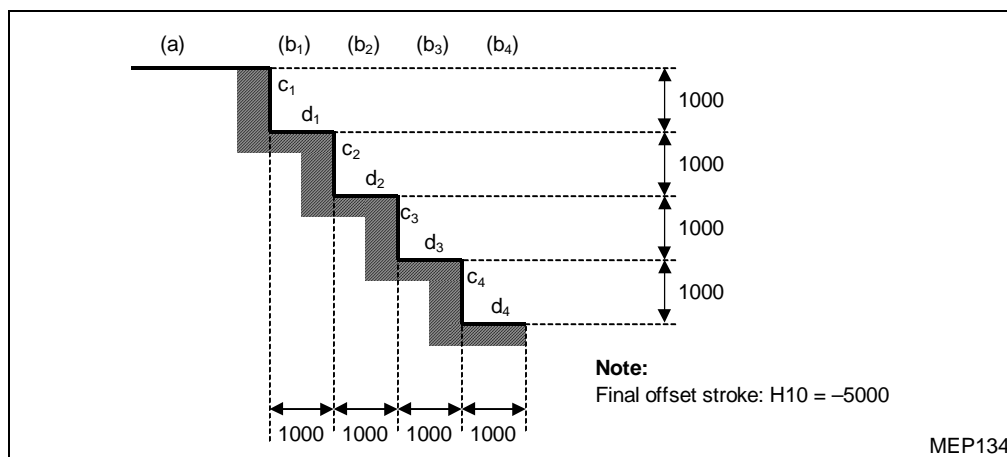 (a) (b₁) (b₂) (b₃) (b₄)
c₁
1000
d₁
c₂
1000
d₂
c₃
1000
d₃
c₄
1000
d₄
Note:
Final offset stroke: H10 = –5000
1000 1000 1000 1000
MEP134